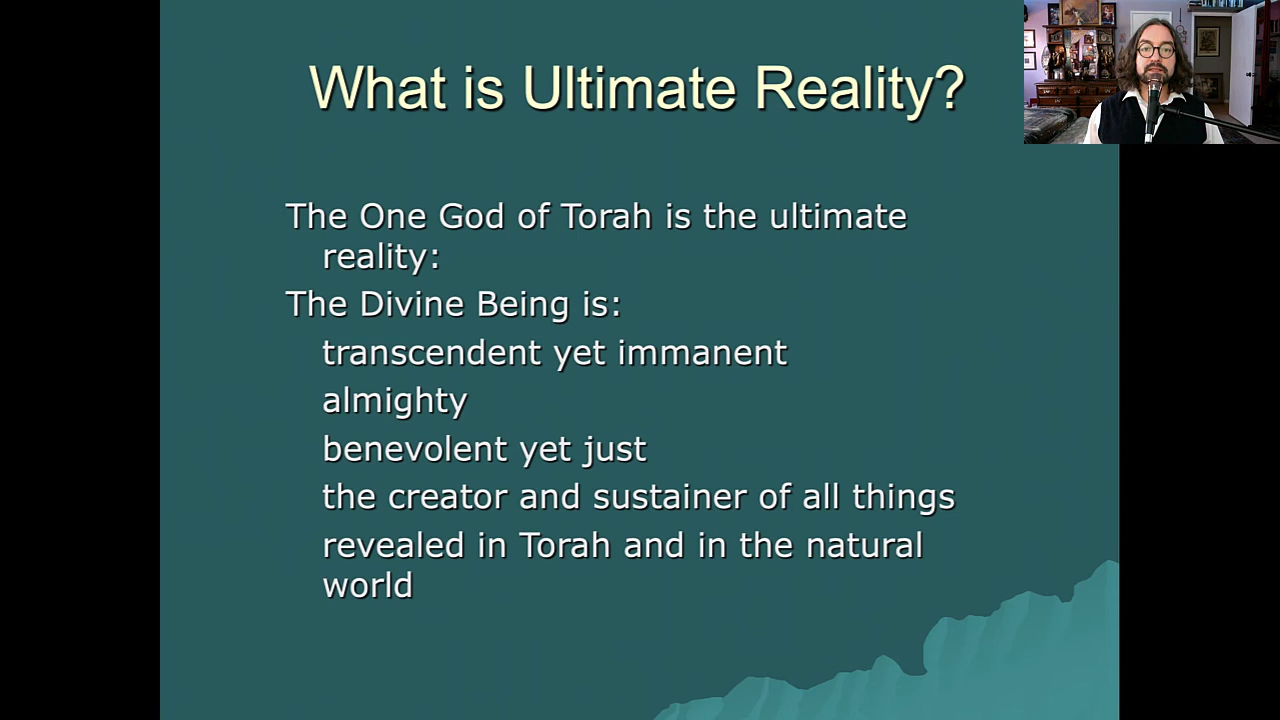 What is Ultimate Reality?
The One God of Torah is the ultimate
reality:
The Divine Being is:
transcendent yet immanent
almighty
benevolent yet just
the creator and sustainer of all things
revealed in Torah and in the natural
world